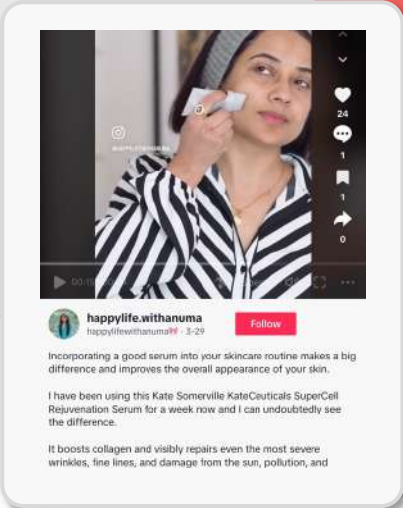 24
1
1
0
happylife.withanuma
happylifewithanuma · 3-29
Follow
Incorporating a good serum into your skincare routine makes a big
difference and improves the overall appearance of your skin.
I have been using this Kate Somerville KateCeuticals SuperCell
Rejuvenation Serum for a week now and I can undoubtedly see
the difference.
It boosts collagen and visibly repairs even the most severe
wrinkles, fine lines, and damage from the sun, pollution, and